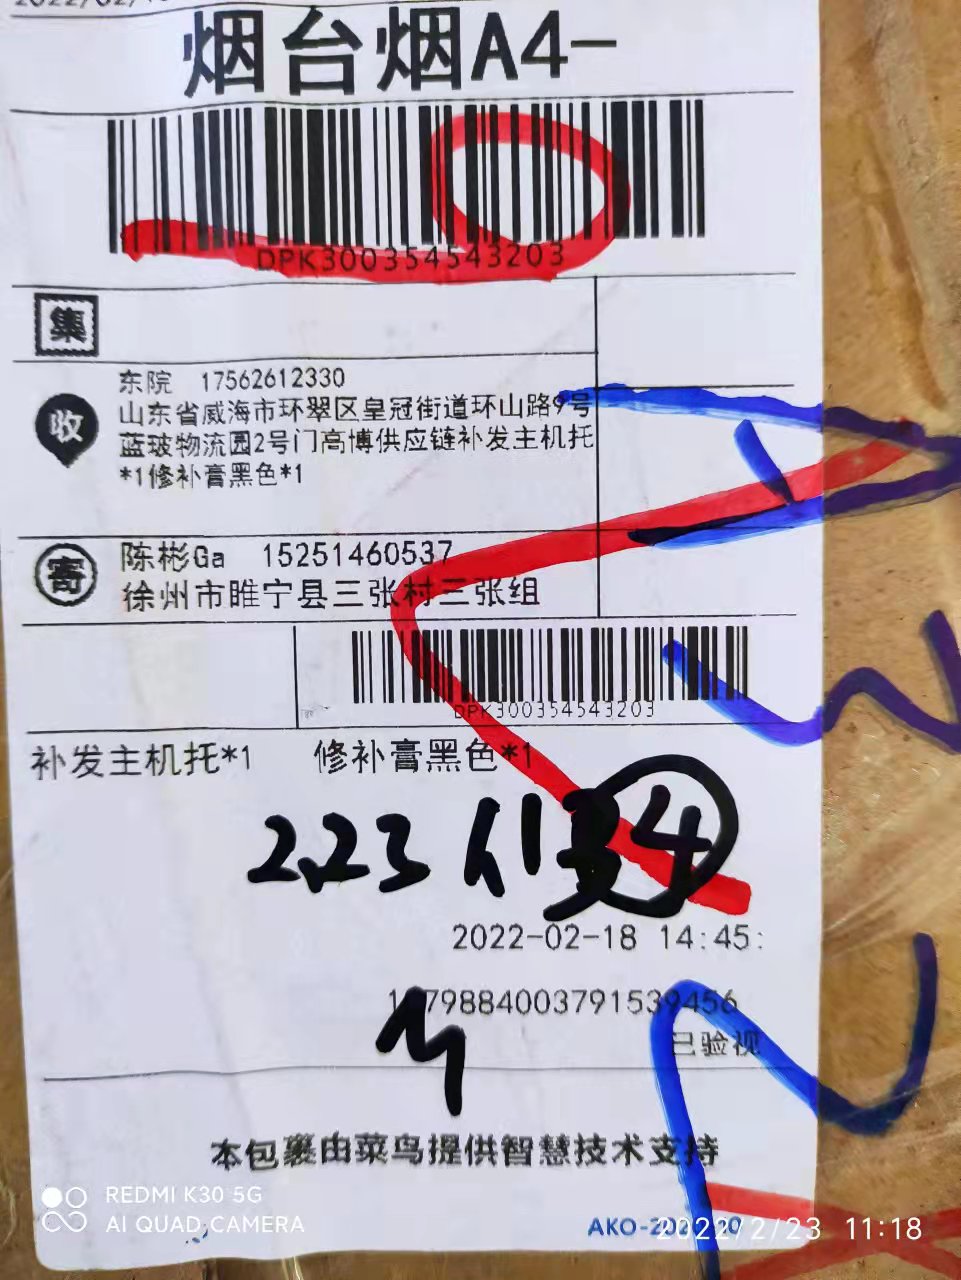 烟台烟A4-
DPK300354543203
集
东院 17562612330
收
山东省威海市环翠区皇冠街道环山路9号
蓝玻物流园2号门高博供应链补发主机托
*1修补膏黑色*1
陈彬Ga 15251460537
寄
徐州市睢宁县三张村三张组
DPK300354543203
补发主机托*1 修补膏黑色*1
2.23 4
2022-02-18 14:45:
79884003791539456
已验视
本包裹由菜鸟提供智慧技术支持
REDMI K30 5G
AI QUAD CAMERA
2022/2/23 11:18